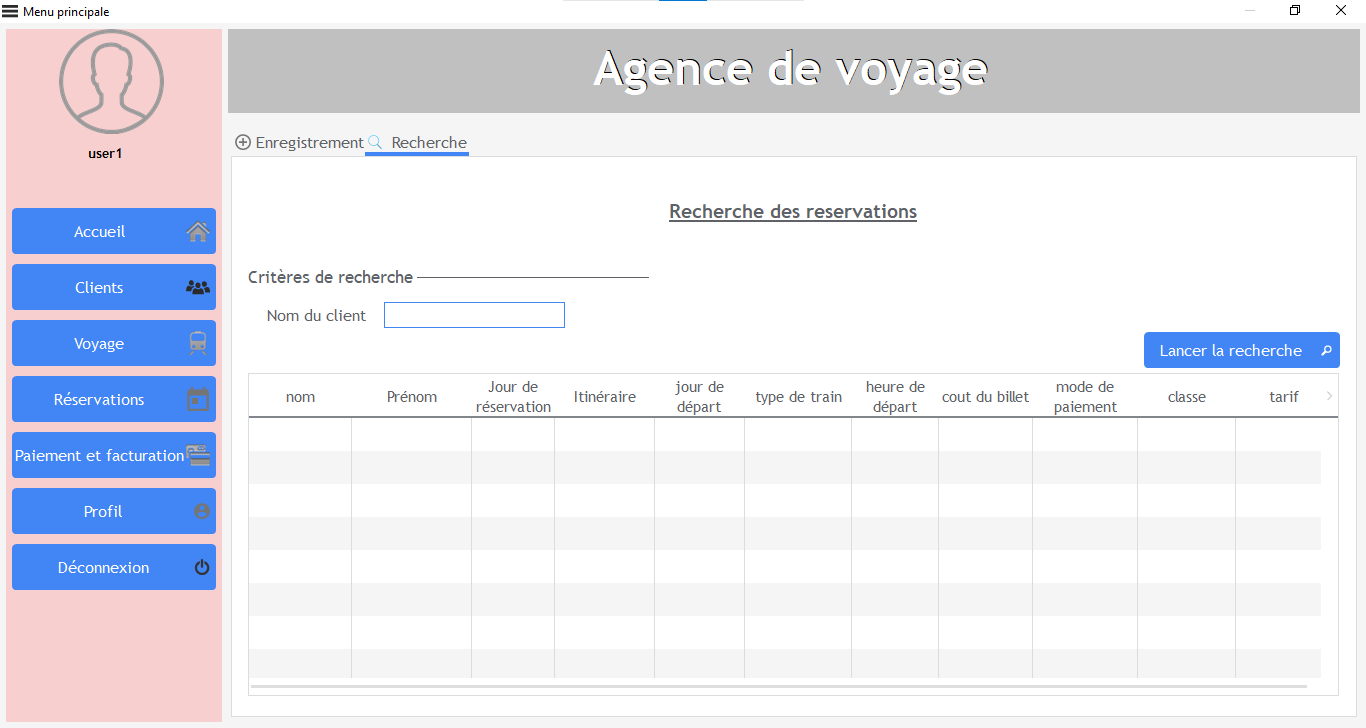 Menu principale
Agence de voyage
user1
Enregistrement
Recherche
Accueil
Clients
Voyage
Réservations
Paiement et facturation
Profil
Déconnexion
Recherche des reservations
Critères de recherche
Nom du client
Lancer la recherche
nom
Prénom
Jour de
réservation
Itinéraire
jour de
départ
type de train
heure de
départ
cout du billet
mode de
paiement
classe
tarif